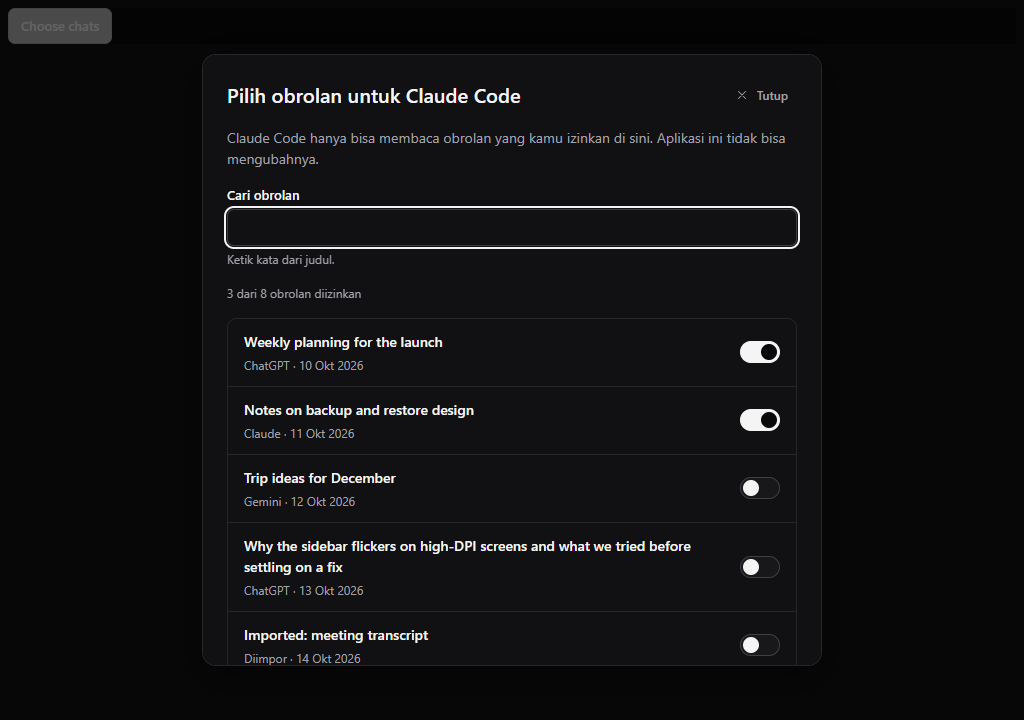 Choose chats
Pilih obrolan untuk Claude Code
Tutup
Claude Code hanya bisa membaca obrolan yang kamu izinkan di sini. Aplikasi ini tidak bisa
mengubahnya.
Cari obrolan
Ketik kata dari judul.
3 dari 8 obrolan diizinkan
Weekly planning for the launch
ChatGPT · 10 Okt 2026
Notes on backup and restore design
Claude · 11 Okt 2026
Trip ideas for December
Gemini · 12 Okt 2026
Why the sidebar flickers on high-DPI screens and what we tried before
settling on a fix
ChatGPT · 13 Okt 2026
Imported: meeting transcript
Diimpor · 14 Okt 2026